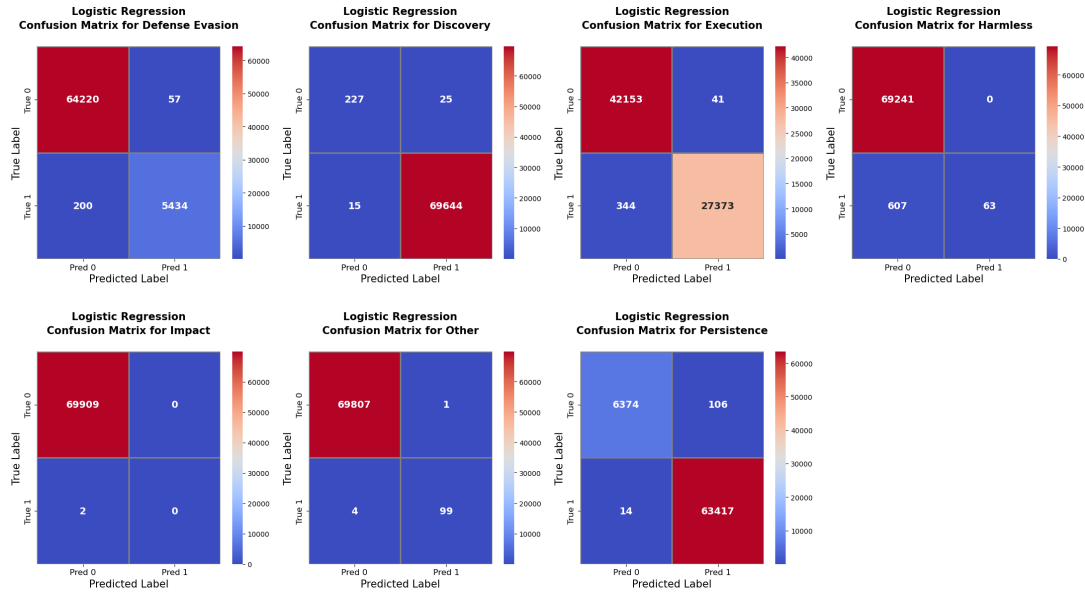 Logistic Regression
Confusion Matrix for Defense Evasion
True Label
True 0
True 1
64220
57
200
5434
Pred 0
Pred 1
Predicted Label
60000
50000
40000
30000
20000
10000
Logistic Regression
Confusion Matrix for Discovery
True Label
True 0
True 1
227
25
15
69644
Pred 0
Pred 1
Predicted Label
60000
50000
40000
30000
20000
10000
Logistic Regression
Confusion Matrix for Execution
True Label
True 0
True 1
42153
41
344
27373
Pred 0
Pred 1
Predicted Label
40000
35000
30000
25000
20000
15000
10000
5000
Logistic Regression
Confusion Matrix for Harmless
True Label
True 0
True 1
69241
0
607
63
Pred 0
Pred 1
Predicted Label
60000
50000
40000
30000
20000
10000
0
Logistic Regression
Confusion Matrix for Impact
True Label
True 0
True 1
69909
0
2
0
Pred 0
Pred 1
Predicted Label
60000
50000
40000
30000
20000
10000
0
Logistic Regression
Confusion Matrix for Other
True Label
True 0
True 1
69807
1
4
99
Pred 0
Pred 1
Predicted Label
60000
50000
40000
30000
20000
10000
Logistic Regression
Confusion Matrix for Persistence
True Label
True 0
True 1
6374
106
14
63417
Pred 0
Pred 1
Predicted Label
60000
50000
40000
30000
20000
10000